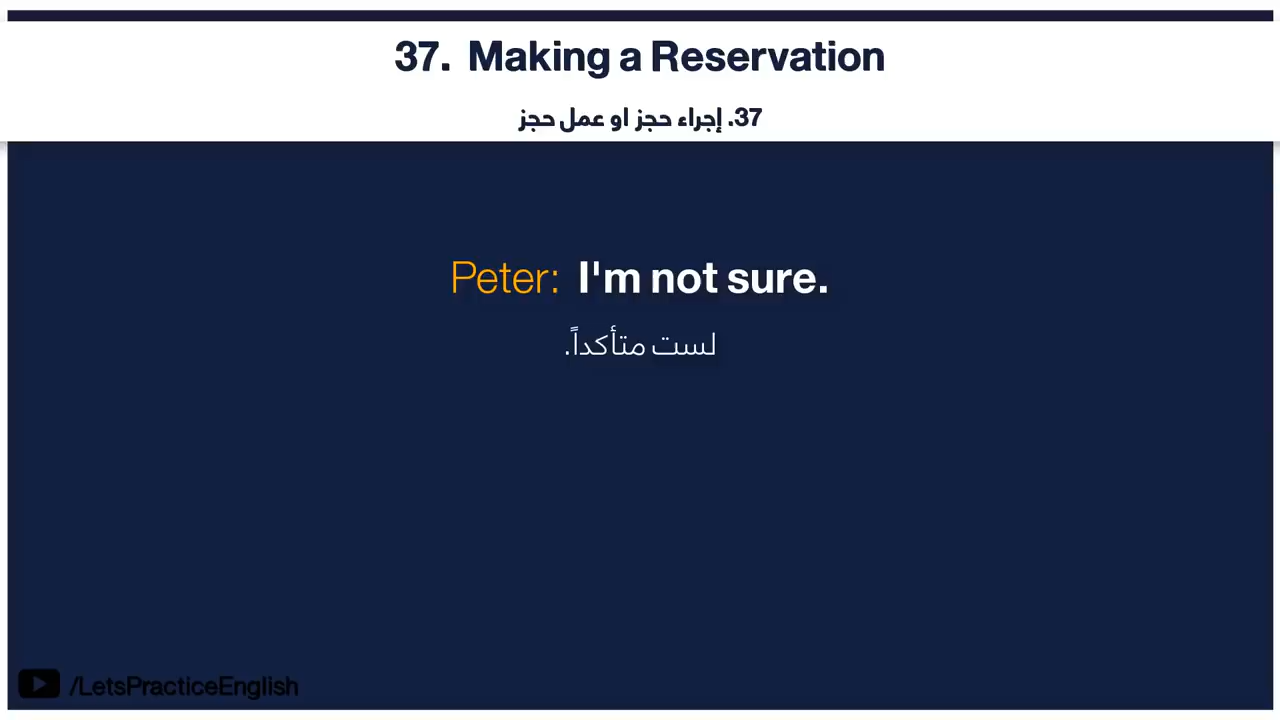 37. Making a Reservation
37. إجراء حجز او عمل حجز
Peter: I'm not sure.
لست متأكداً.
/LetsPracticeEnglish